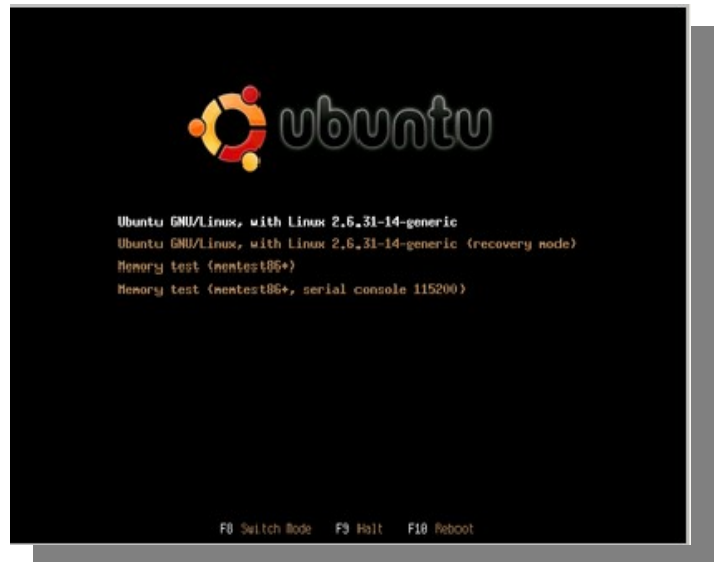 ubuntu
Ubuntu GNU/Linux, with Linux 2.6.31-14-generic
Ubuntu GNU/Linux, with Linux 2.6.31-14-generic (recovery mode)
Memory test (memtest86+)
Memory test (memtest86+, serial console 115200)
F8 Switch Mode F9 Halt F10 Reboot